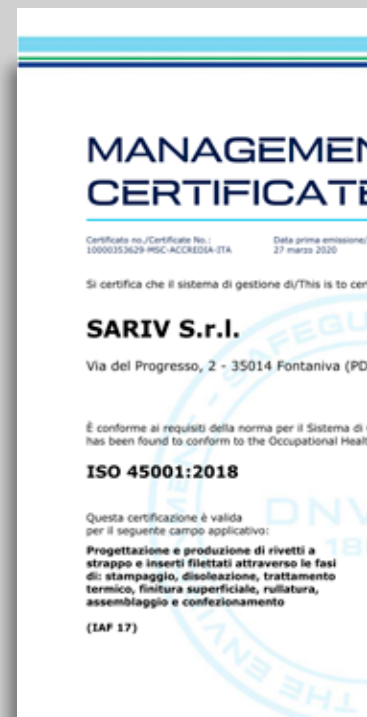 MANAGEMEN
CERTIFICATE
Certificato no./Certificate No.:
10000353629-MSC-ACCREDIA-ITA
Data prima emissione/
27 marzo 2020
Si certifica che il sistema di gestione di/This is to cer
SARIV S.r.l.
Via del Progresso, 2 - 35014 Fontaniva (PD
È conforme ai requisiti della norma per il Sistema di
has been found to conform to the Occupational Healt
ISO 45001:2018
Questa certificazione è valida
per il seguente campo applicativo:
Progettazione e produzione di rivetti a
strappo e inserti filettati attraverso le fasi
di: stampaggio, disoleazione, trattamento
termico, finitura superficiale, rullatura,
assemblaggio e confezionamento
(IAF 17)
SAFEGU
DNV
THE ENVI